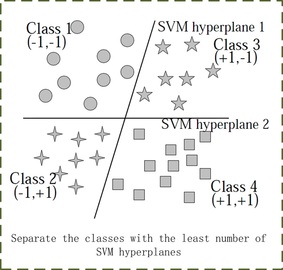 SVM hyperplane 1
Class 1
(-1,-1)
Class 3
(+1,-1)
SVM hyperplane 2
Class 2
(-1,+1)
Class 4
(+1,+1)
Separate the classes with the least number of
SVM hyperplanes